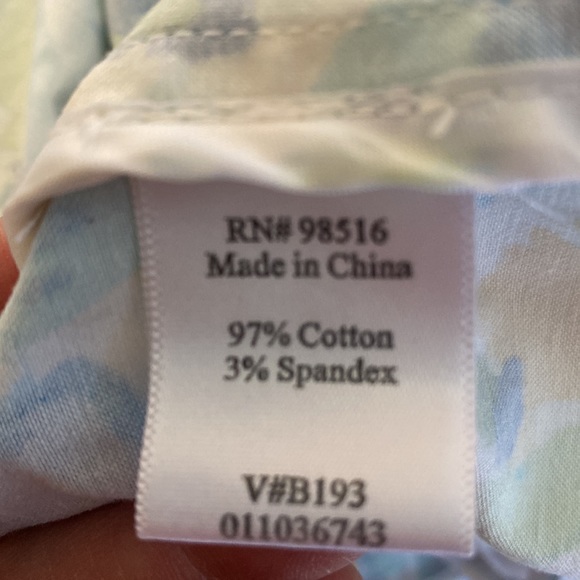 RN# 98516
Made in China
97% Cotton
3% Spandex
V#B193
011036743